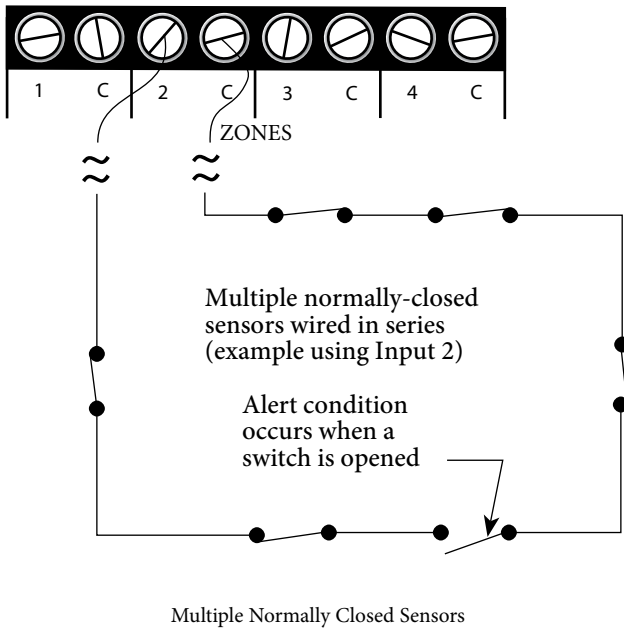 1 C 2 C 3 C 4 C
ZONES
Multiple normally-closed
sensors wired in series
(example using Input 2)
Alert condition
occurs when a
switch is opened
Multiple Normally Closed Sensors